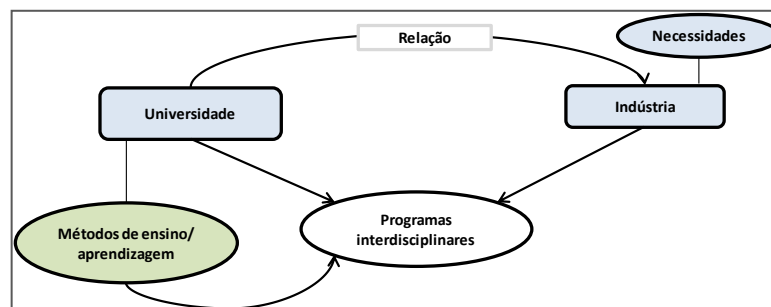 Relação
Necessidades
Universidade
Indústria
Programas
interdisciplinares
Métodos de ensino/
aprendizagem